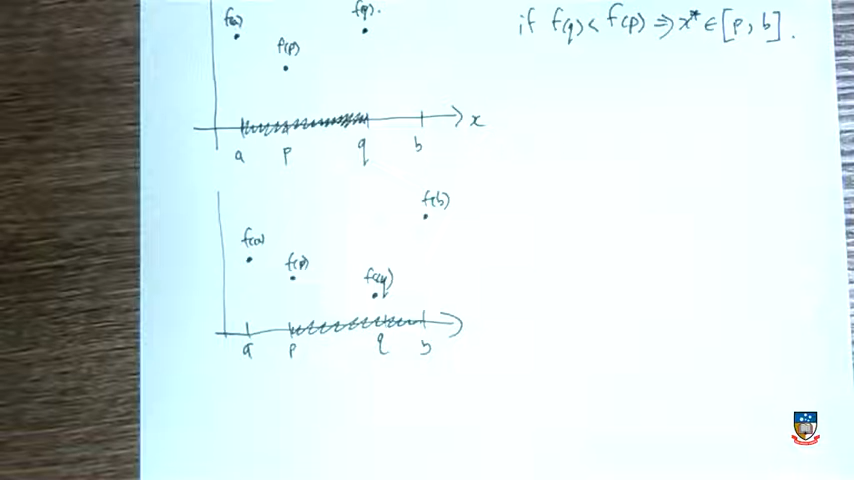 f(a)
f(p)
f(q).
if f(q) < f(p) ⇒ x* ∈ [p, b].
x
a p q b
f(b)
f(a)
f(p)
f(q)
a p q b